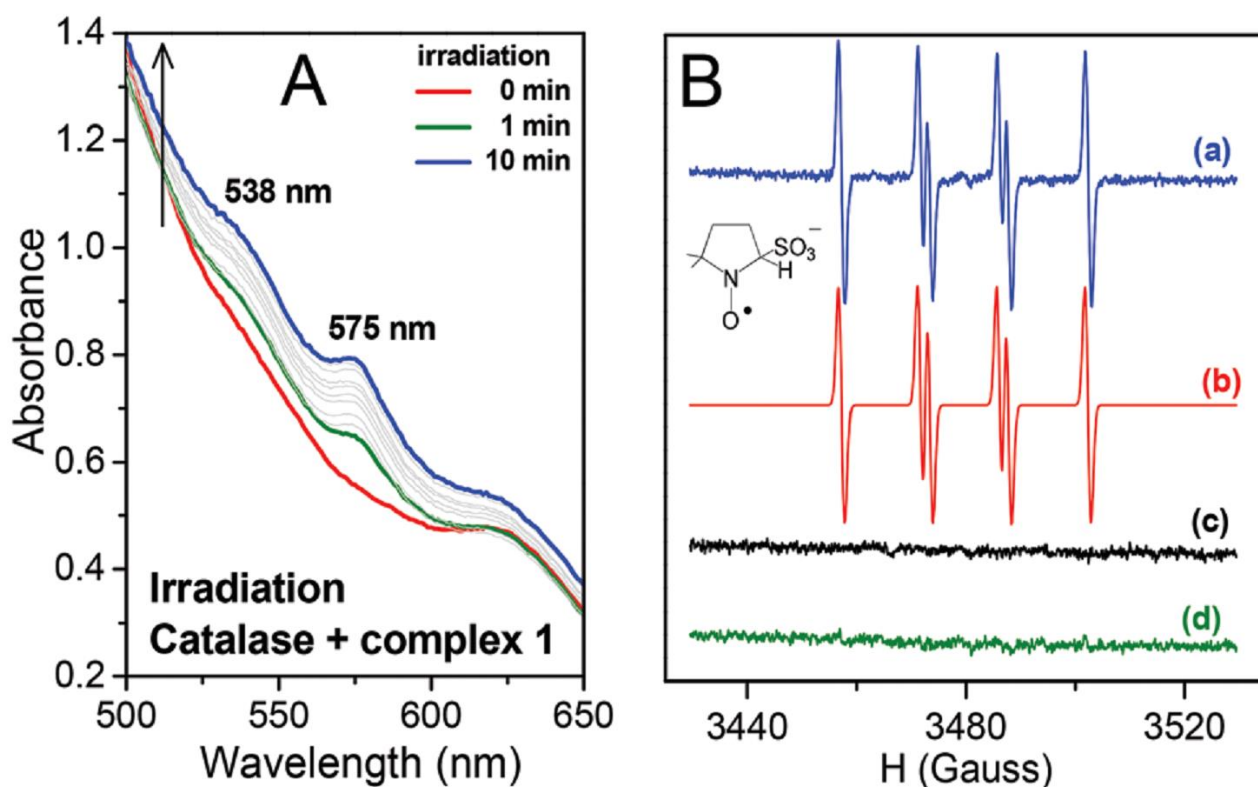 1.4
1.2
1.0
0.8
0.6
0.4
0.2
Absorbance
A
irradiation
0 min
1 min
10 min
538 nm
575 nm
Irradiation
Catalase + complex 1
500 550 600 650
Wavelength (nm)
B
(a)
SO₃⁻
H
N
O•
(b)
(c)
(d)
3440 3480 3520
H (Gauss)